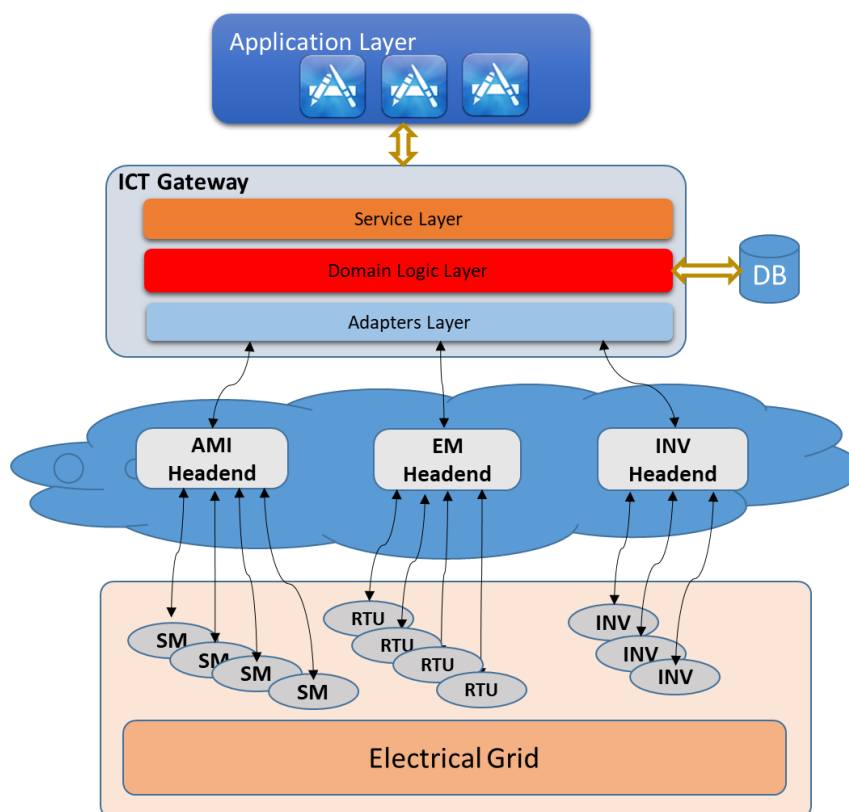 Application Layer
ICT Gateway
Service Layer
Domain Logic Layer
DB
Adapters Layer
AMI
Headend
EM
Headend
INV
Headend
SM
SM
SM
SM
RTU
RTU
RTU
RTU
INV
INV
INV
Electrical Grid